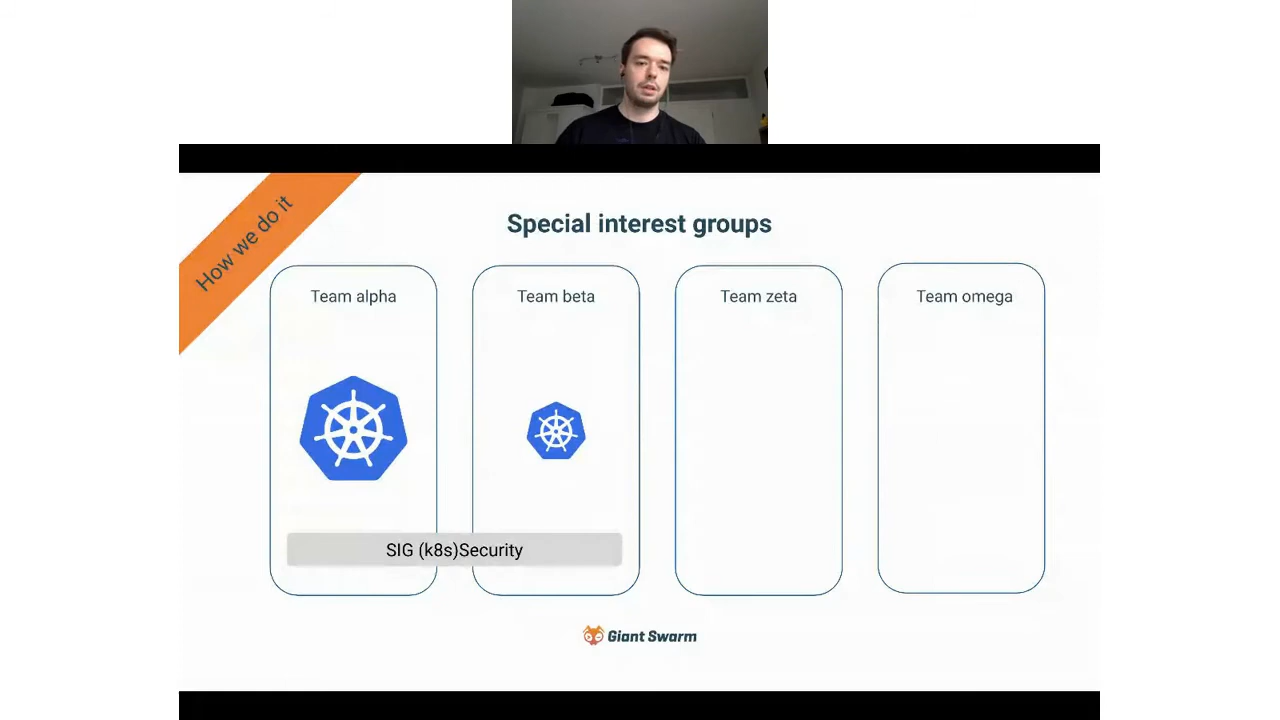 How we do it
Special interest groups
Team alpha
Team beta
Team zeta
Team omega
SIG (k8s)Security
Giant Swarm